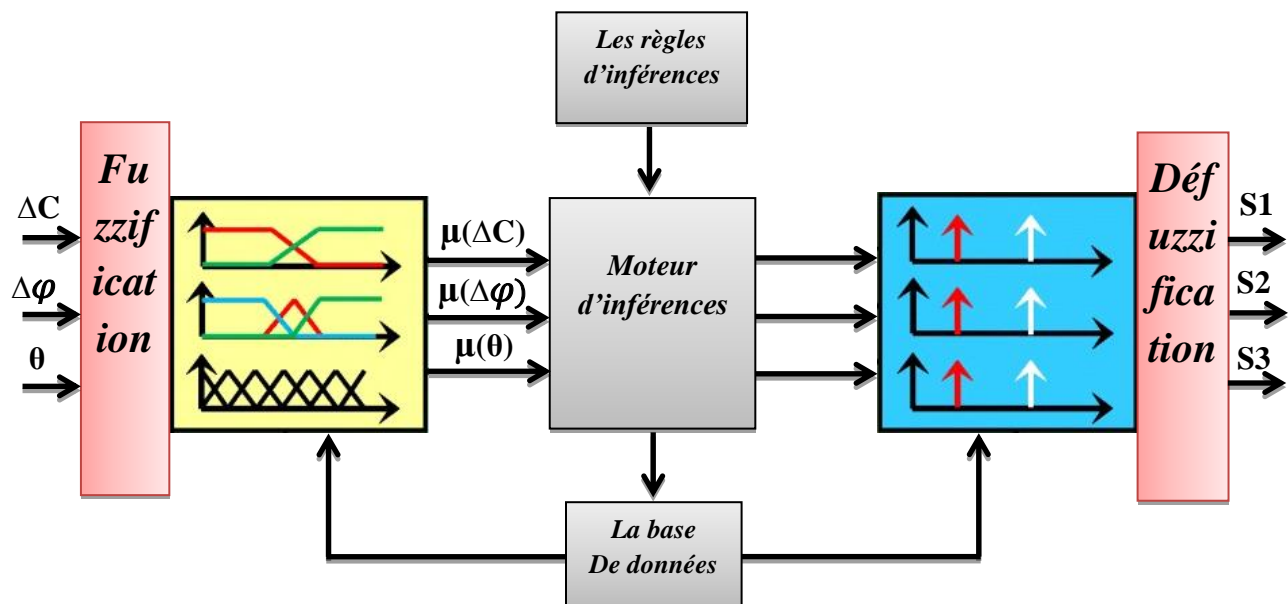 Les règles
d'inférences
Fu
zzif
icat
ion
ΔC
Δφ
θ
μ(ΔC)
μ(Δφ)
μ(θ)
Moteur
d'inférences
Déf
uzzi
fica
tion
S1
S2
S3
La base
De données